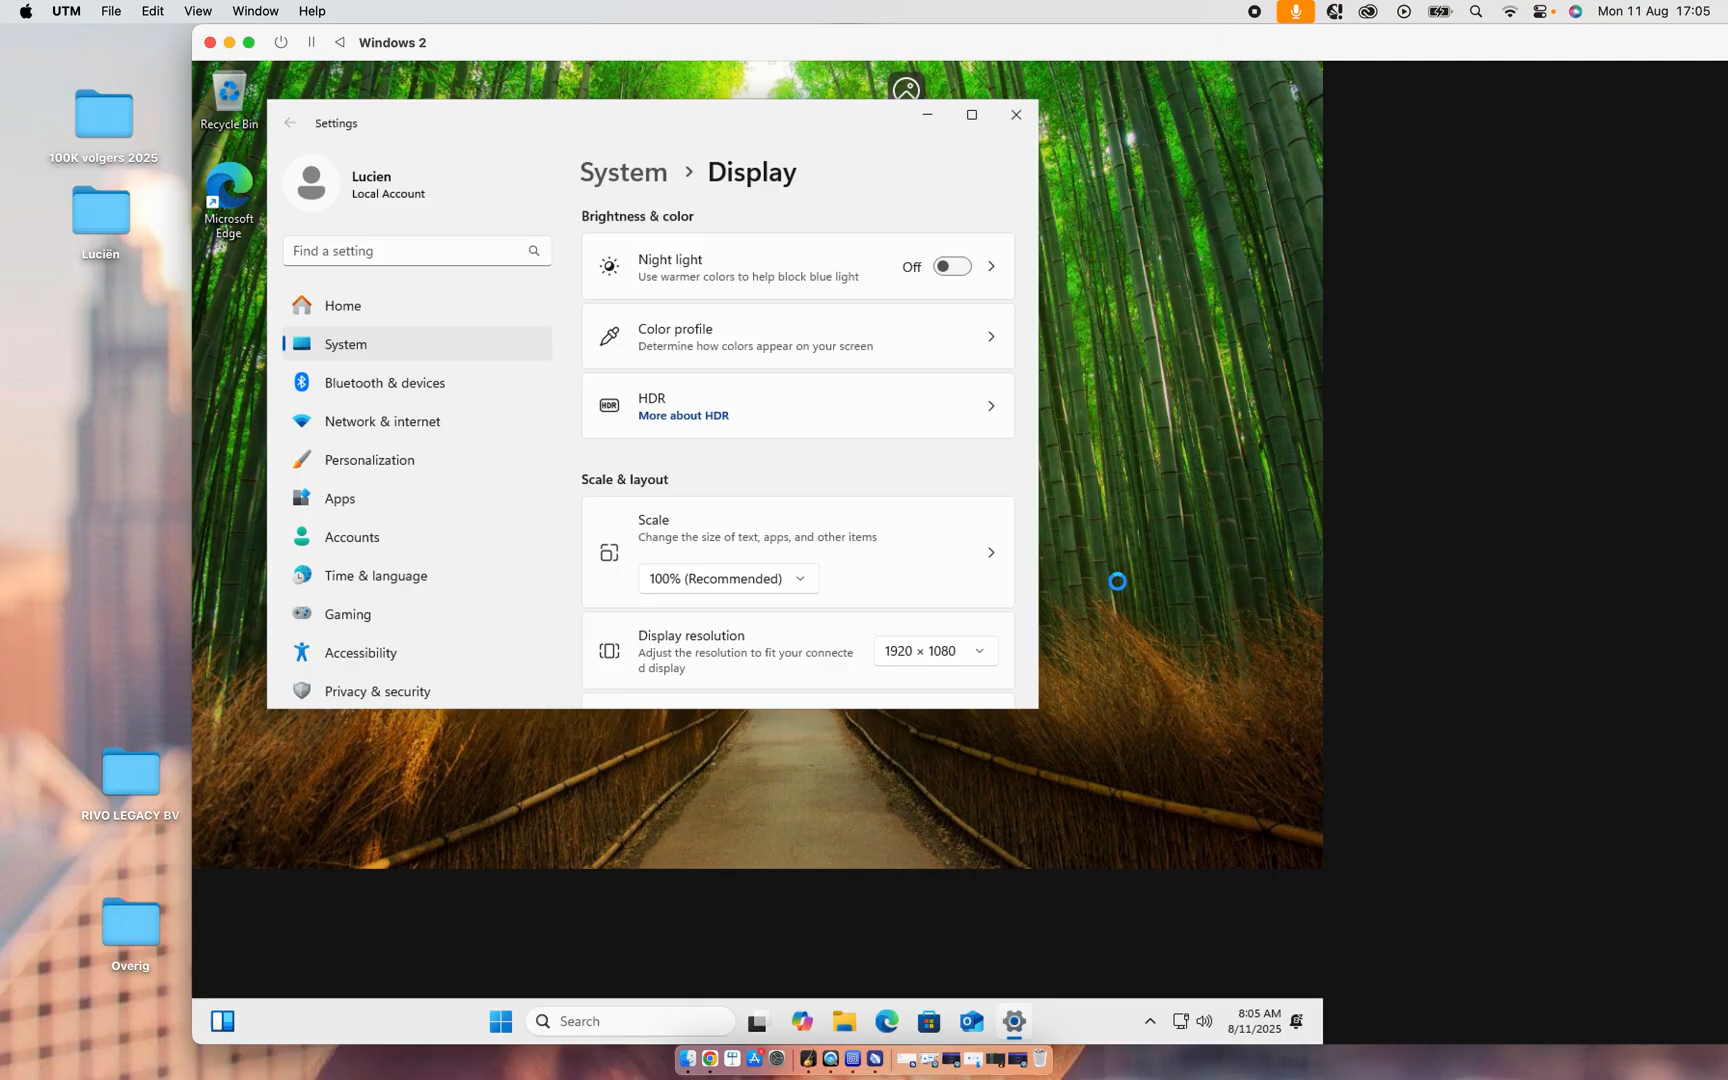 UTM File Edit View Window Help Mon 11 Aug 17:05
Windows 2
100K volgers 2025
Luciën
RIVO LEGACY BV
Overig
Recycle Bin
Microsoft
Edge
Settings
Lucien
Local Account
Find a setting
Home
System
Bluetooth & devices
Network & internet
Personalization
Apps
Accounts
Time & language
Gaming
Accessibility
Privacy & security
System > Display
Brightness & color
Night light
Use warmer colors to help block blue light
Off
Color profile
Determine how colors appear on your screen
HDR
HDR
More about HDR
Scale & layout
Scale
Change the size of text, apps, and other items
100% (Recommended)
Display resolution
Adjust the resolution to fit your connecte
d display
1920 × 1080
Search
8:05 AM
8/11/2025